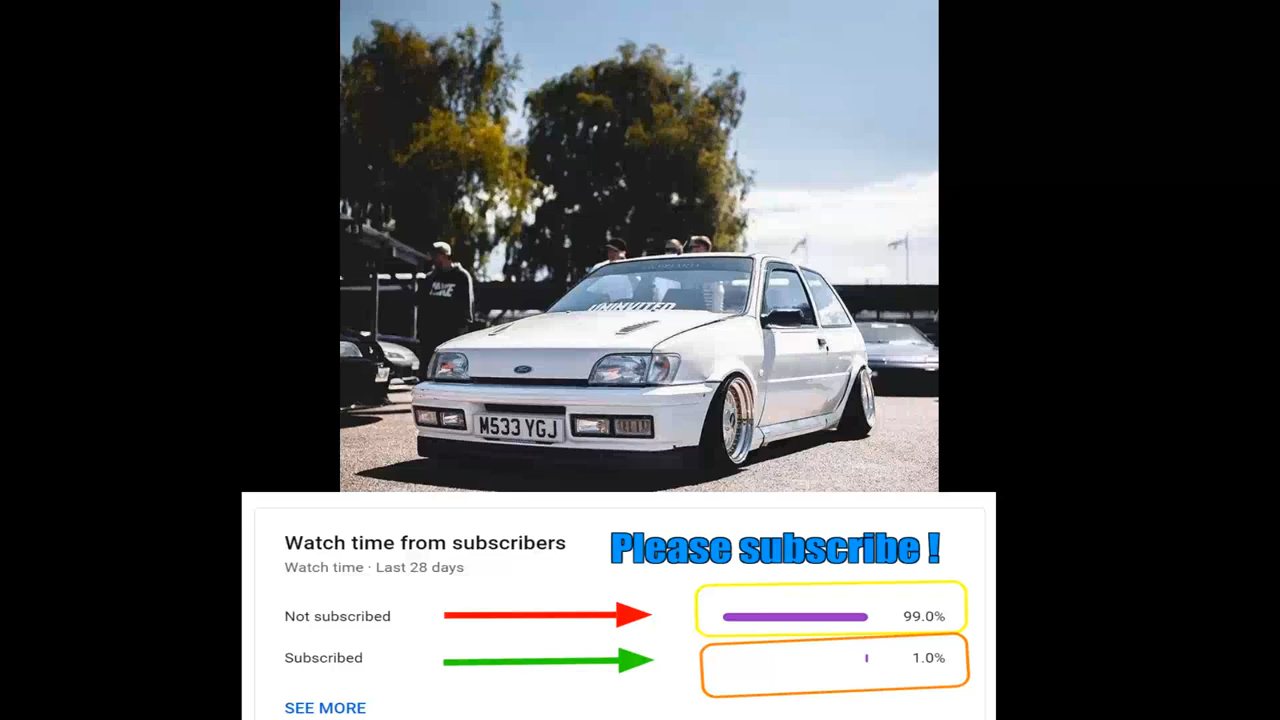 UNINVITED
M533 YGJ
Watch time from subscribers
Please subscribe !
Watch time · Last 28 days
Not subscribed
99.0%
Subscribed
1.0%
SEE MORE